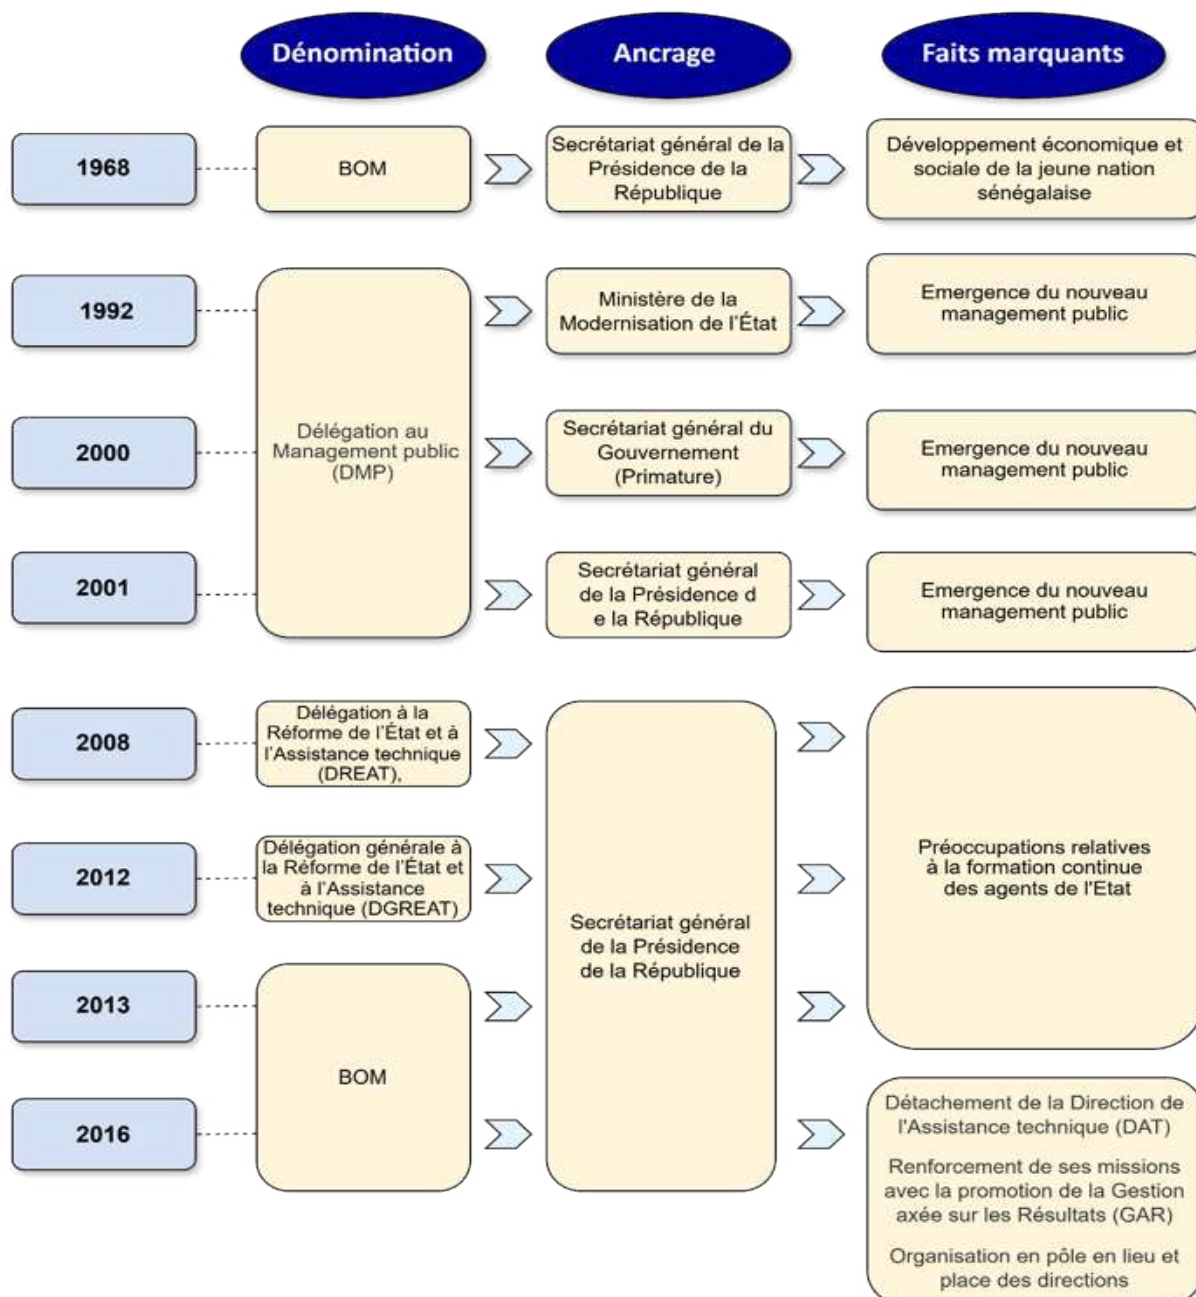 Dénomination
Ancrage
Faits marquants
1968
BOM
Secrétariat général de la
Présidence de la
République
Développement économique et
sociale de la jeune nation
sénégalaise
1992
Ministère de la
Modernisation de l'État
Emergence du nouveau
management public
2000
Délégation au
Management public
(DMP)
Secrétariat général du
Gouvernement
(Primature)
Emergence du nouveau
management public
2001
Secrétariat général
de la Présidence d
e la République
Emergence du nouveau
management public
2008
Délégation à la
Réforme de l'État et à
l'Assistance technique
(DREAT),
2012
Délégation générale à
la Réforme de l'État et
à l'Assistance
technique (DGREAT)
Secrétariat général
de la Présidence
de la République
Préoccupations relatives
à la formation continue
des agents de l'Etat
2013
BOM
2016
Détachement de la Direction de
l'Assistance technique (DAT)
Renforcement de ses missions
avec la promotion de la Gestion
axée sur les Résultats (GAR)
Organisation en pôle en lieu et
place des directions